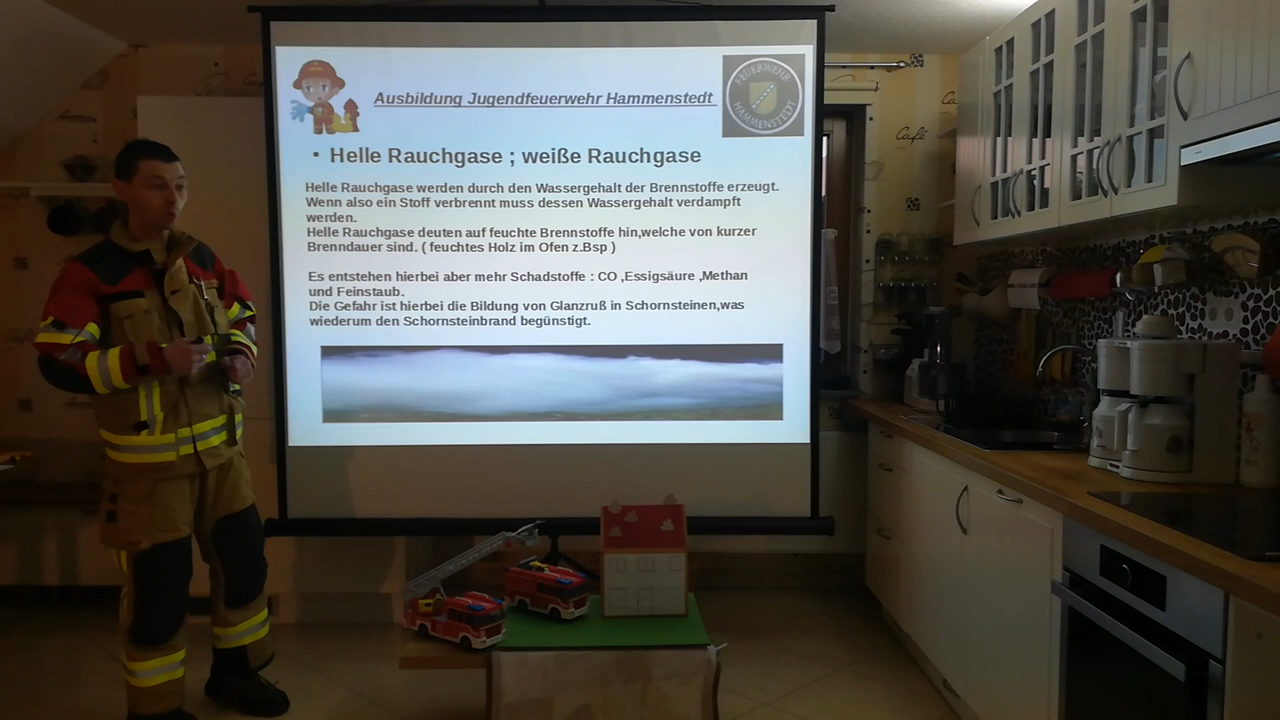 Ausbildung Jugendfeuerwehr Hammenstedt
FEUERWEHR
HAMMENSTEDT
• Helle Rauchgase ; weiße Rauchgase
Helle Rauchgase werden durch den Wassergehalt der Brennstoffe erzeugt.
Wenn also ein Stoff verbrennt muss dessen Wassergehalt verdampft
werden.
Helle Rauchgase deuten auf feuchte Brennstoffe hin,welche von kurzer
Brenndauer sind. ( feuchtes Holz im Ofen z.Bsp )
Es entstehen hierbei aber mehr Schadstoffe : CO ,Essigsäure ,Methan
und Feinstaub.
Die Gefahr ist hierbei die Bildung von Glanzruß in Schornsteinen,was
wiederum den Schornsteinbrand begünstigt.
Café